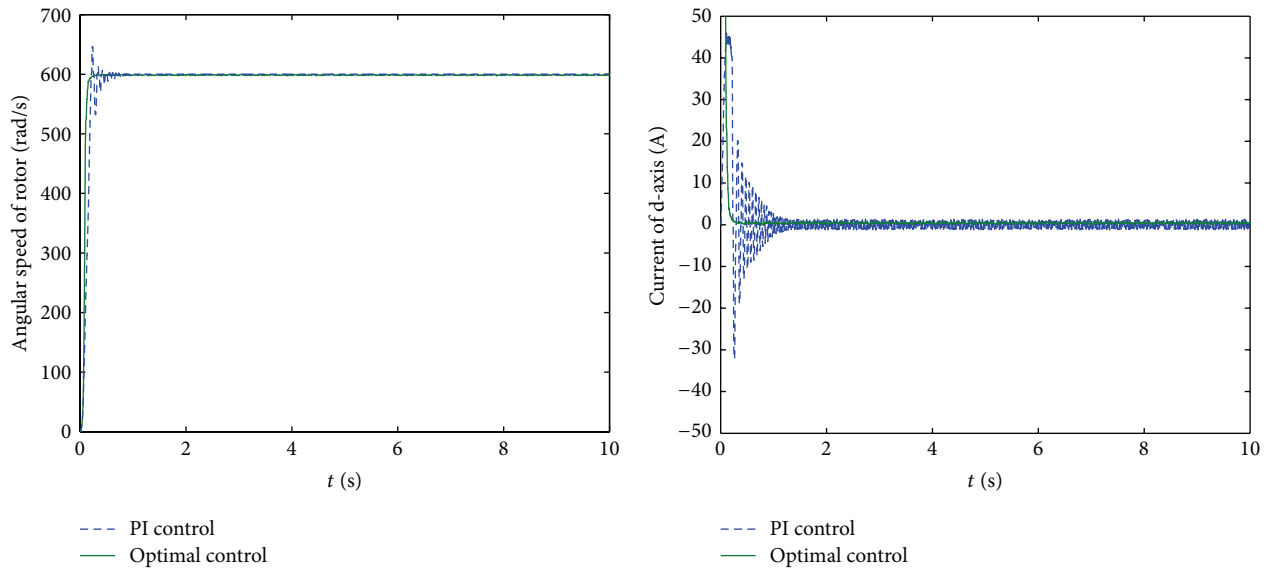 700
600
500
400
300
200
100
0
Angular speed of rotor (rad/s)
0 2 4 6 8 10
t (s)
PI control
Optimal control
50
40
30
20
10
0
−10
−20
−30
−40
−50
Current of d-axis (A)
0 2 4 6 8 10
t (s)
PI control
Optimal control